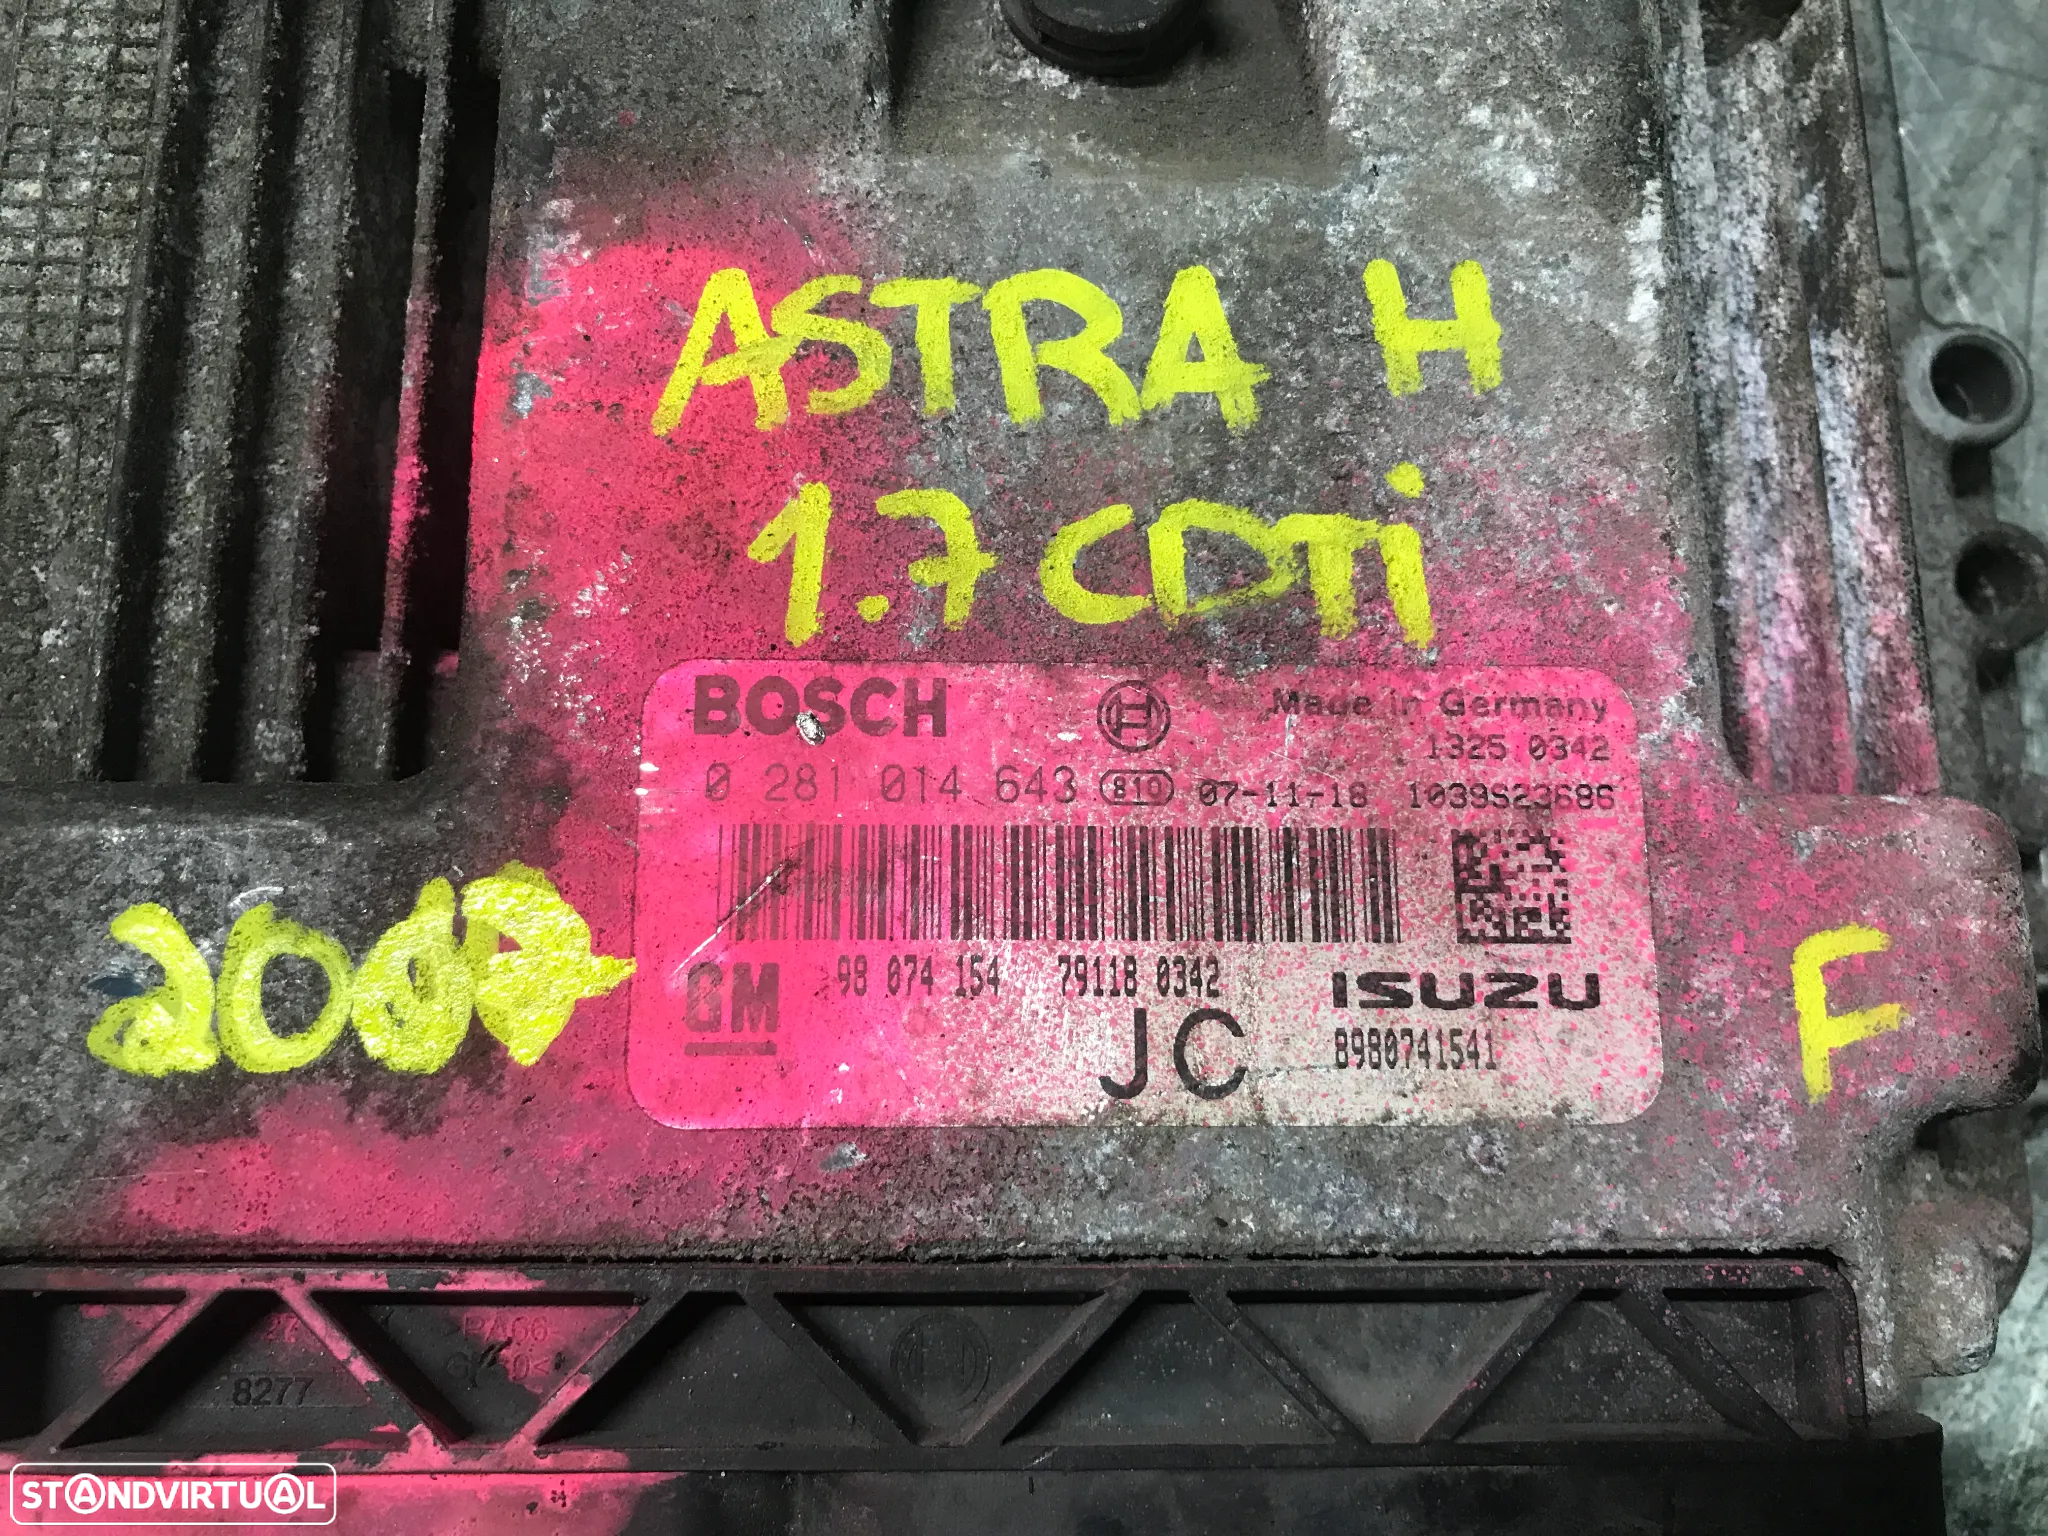 ASTRA H
1.7 CDTi
BOSCH
Made in Germany
1325 0342
0 281 014 643 810 07-11-18 1039S23686
2007
F
GM 98 074 154 79118 0342 ISUZU
JC 8980741541
8277
STANDVIRTUAL